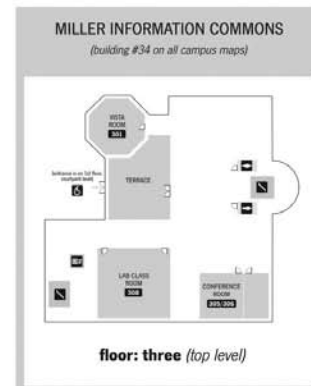 MILLER INFORMATION COMMONS
(building #34 on all campus maps)
VISTA
ROOM
301
TERRACE
LAB CLASS
ROOM
308
CONFERENCE
ROOM
305/306
floor: three (top level)